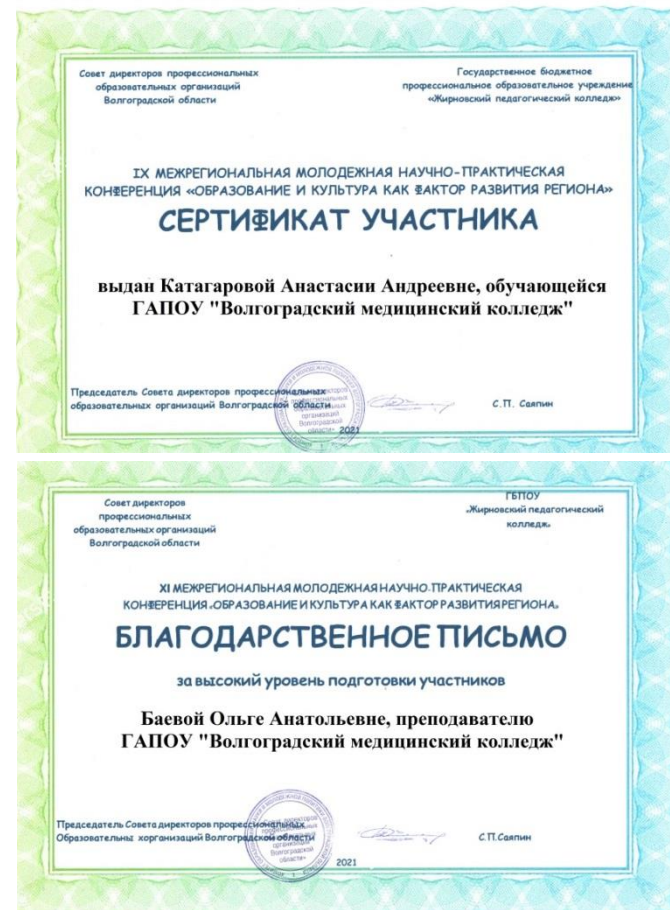 Совет директоров профессиональных
образовательных организаций
Волгоградской области
Государственное бюджетное
профессиональное образовательное учреждение
«Жирновский педагогический колледж»
IX МЕЖРЕГИОНАЛЬНАЯ МОЛОДЕЖНАЯ НАУЧНО-ПРАКТИЧЕСКАЯ
КОНФЕРЕНЦИЯ «ОБРАЗОВАНИЕ И КУЛЬТУРА КАК ФАКТОР РАЗВИТИЯ РЕГИОНА»
СЕРТИФИКАТ УЧАСТНИКА
выдан Катагаровой Анастасии Андреевне, обучающейся
ГАПОУ "Волгоградский медицинский колледж"
Председатель Совета директоров профессиональных
образовательных организаций Волгоградской области
С.П. Саяпин
2021
Совет директоров
профессиональных
образовательных организаций
Волгоградской области
ГБПОУ
„Жирновский педагогический
колледж„
XI МЕЖРЕГИОНАЛЬНАЯ МОЛОДЕЖНАЯ НАУЧНО-ПРАКТИЧЕСКАЯ
КОНФЕРЕНЦИЯ „ОБРАЗОВАНИЕ И КУЛЬТУРА КАК ФАКТОР РАЗВИТИЯ РЕГИОНА„
БЛАГОДАРСТВЕННОЕ ПИСЬМО
за высокий уровень подготовки участников
Баевой Ольге Анатольевне, преподавателю
ГАПОУ "Волгоградский медицинский колледж"
Председатель Совета директоров профессиональных
Образовательны хорганизаций Волгоградской области
С.П.Саяпин
2021